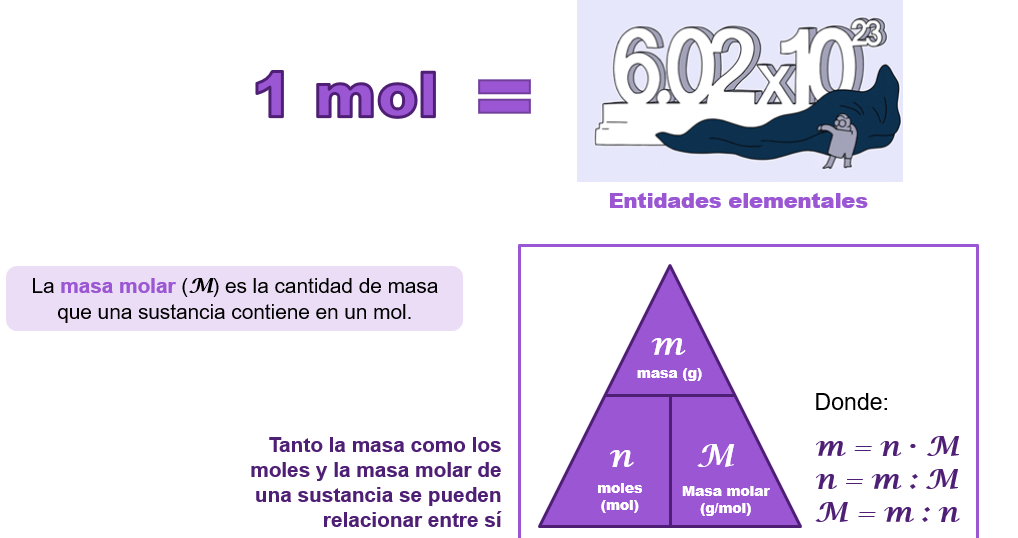 1 mol =
6.02x10²³
Entidades elementales
La masa molar (ℳ) es la cantidad de masa
que una sustancia contiene en un mol.
m
masa (g)
n
moles
(mol)
ℳ
Masa molar
(g/mol)
Tanto la masa como los
moles y la masa molar de
una sustancia se pueden
relacionar entre sí
Donde:
m = n · ℳ
n = m : ℳ
ℳ = m : n